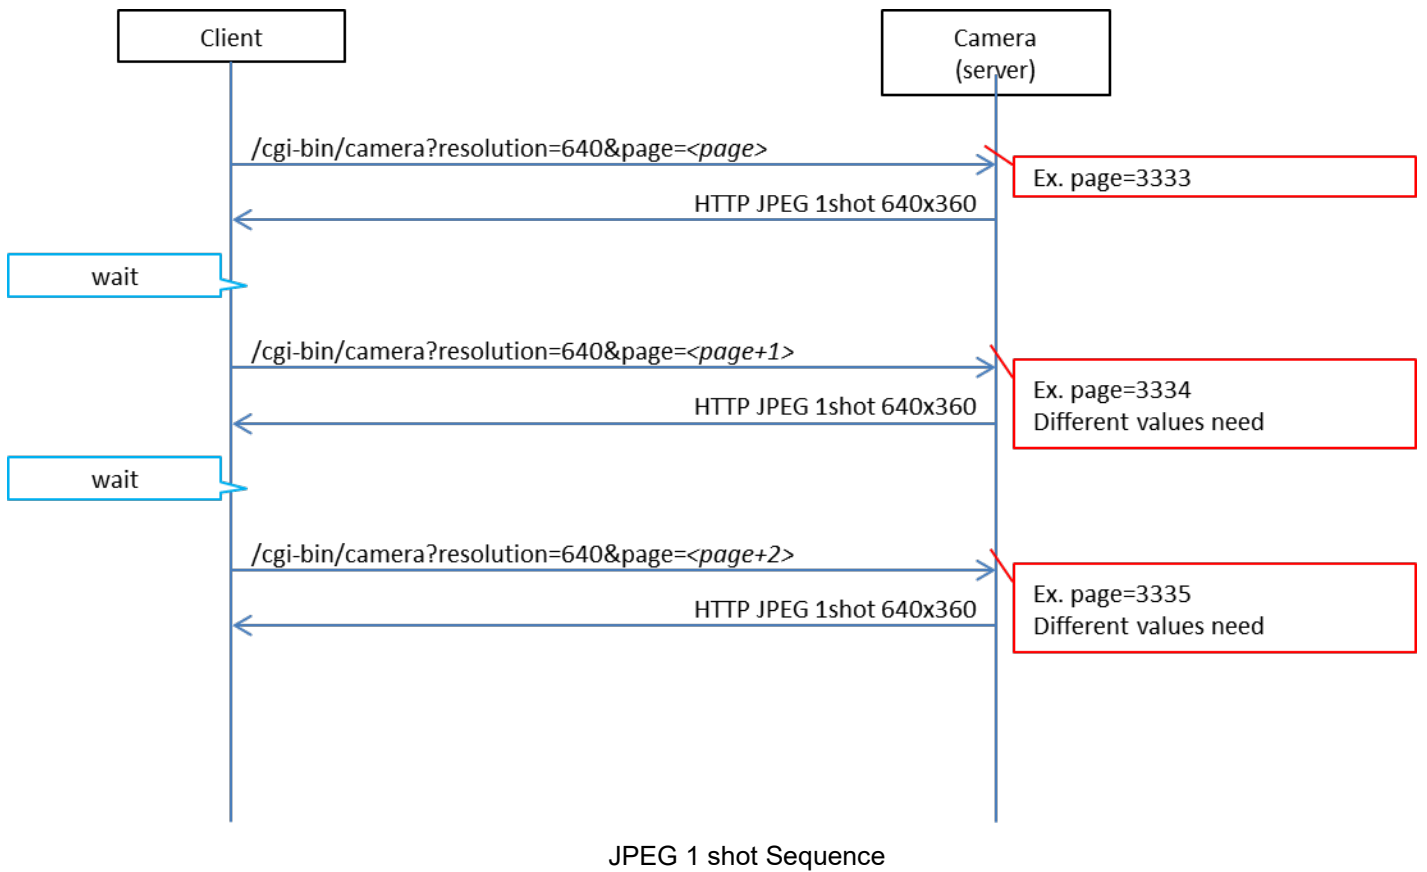 Client
Camera
(server)
/cgi-bin/camera?resolution=640&page=<page>
Ex. page=3333
HTTP JPEG 1shot 640x360
wait
/cgi-bin/camera?resolution=640&page=<page+1>
Ex. page=3334
Different values need
HTTP JPEG 1shot 640x360
wait
/cgi-bin/camera?resolution=640&page=<page+2>
Ex. page=3335
Different values need
HTTP JPEG 1shot 640x360
JPEG 1 shot Sequence